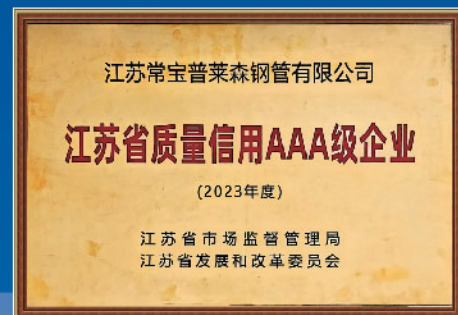 江苏常宝普莱森钢管有限公司
江苏省质量信用AAA级企业
(2023年度)
江苏省市场监督管理局
江苏省发展和改革委员会